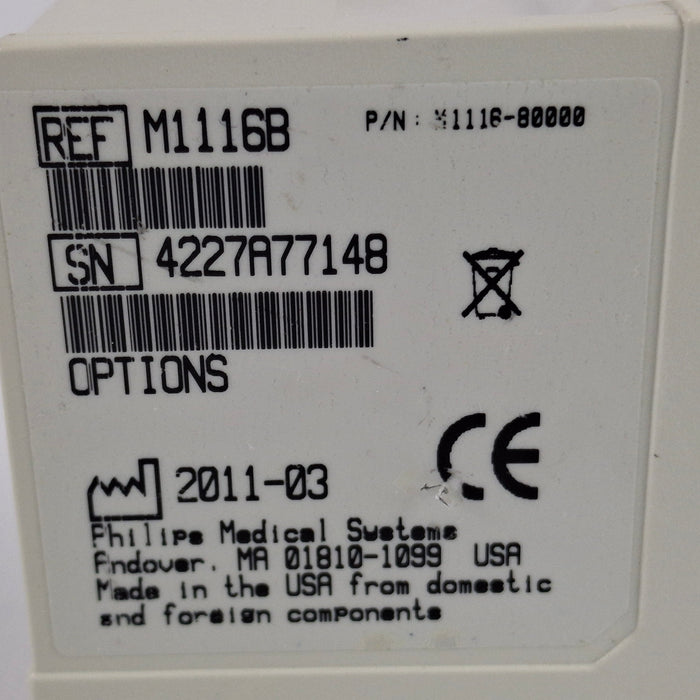 REF M1116B P/N: M1116-80000
SN 4227A77148
OPTIONS
CE
2011-03
Philips Medical Systems
Andover, MA 01810-1099 USA
Made in the USA from domestic
and foreign components